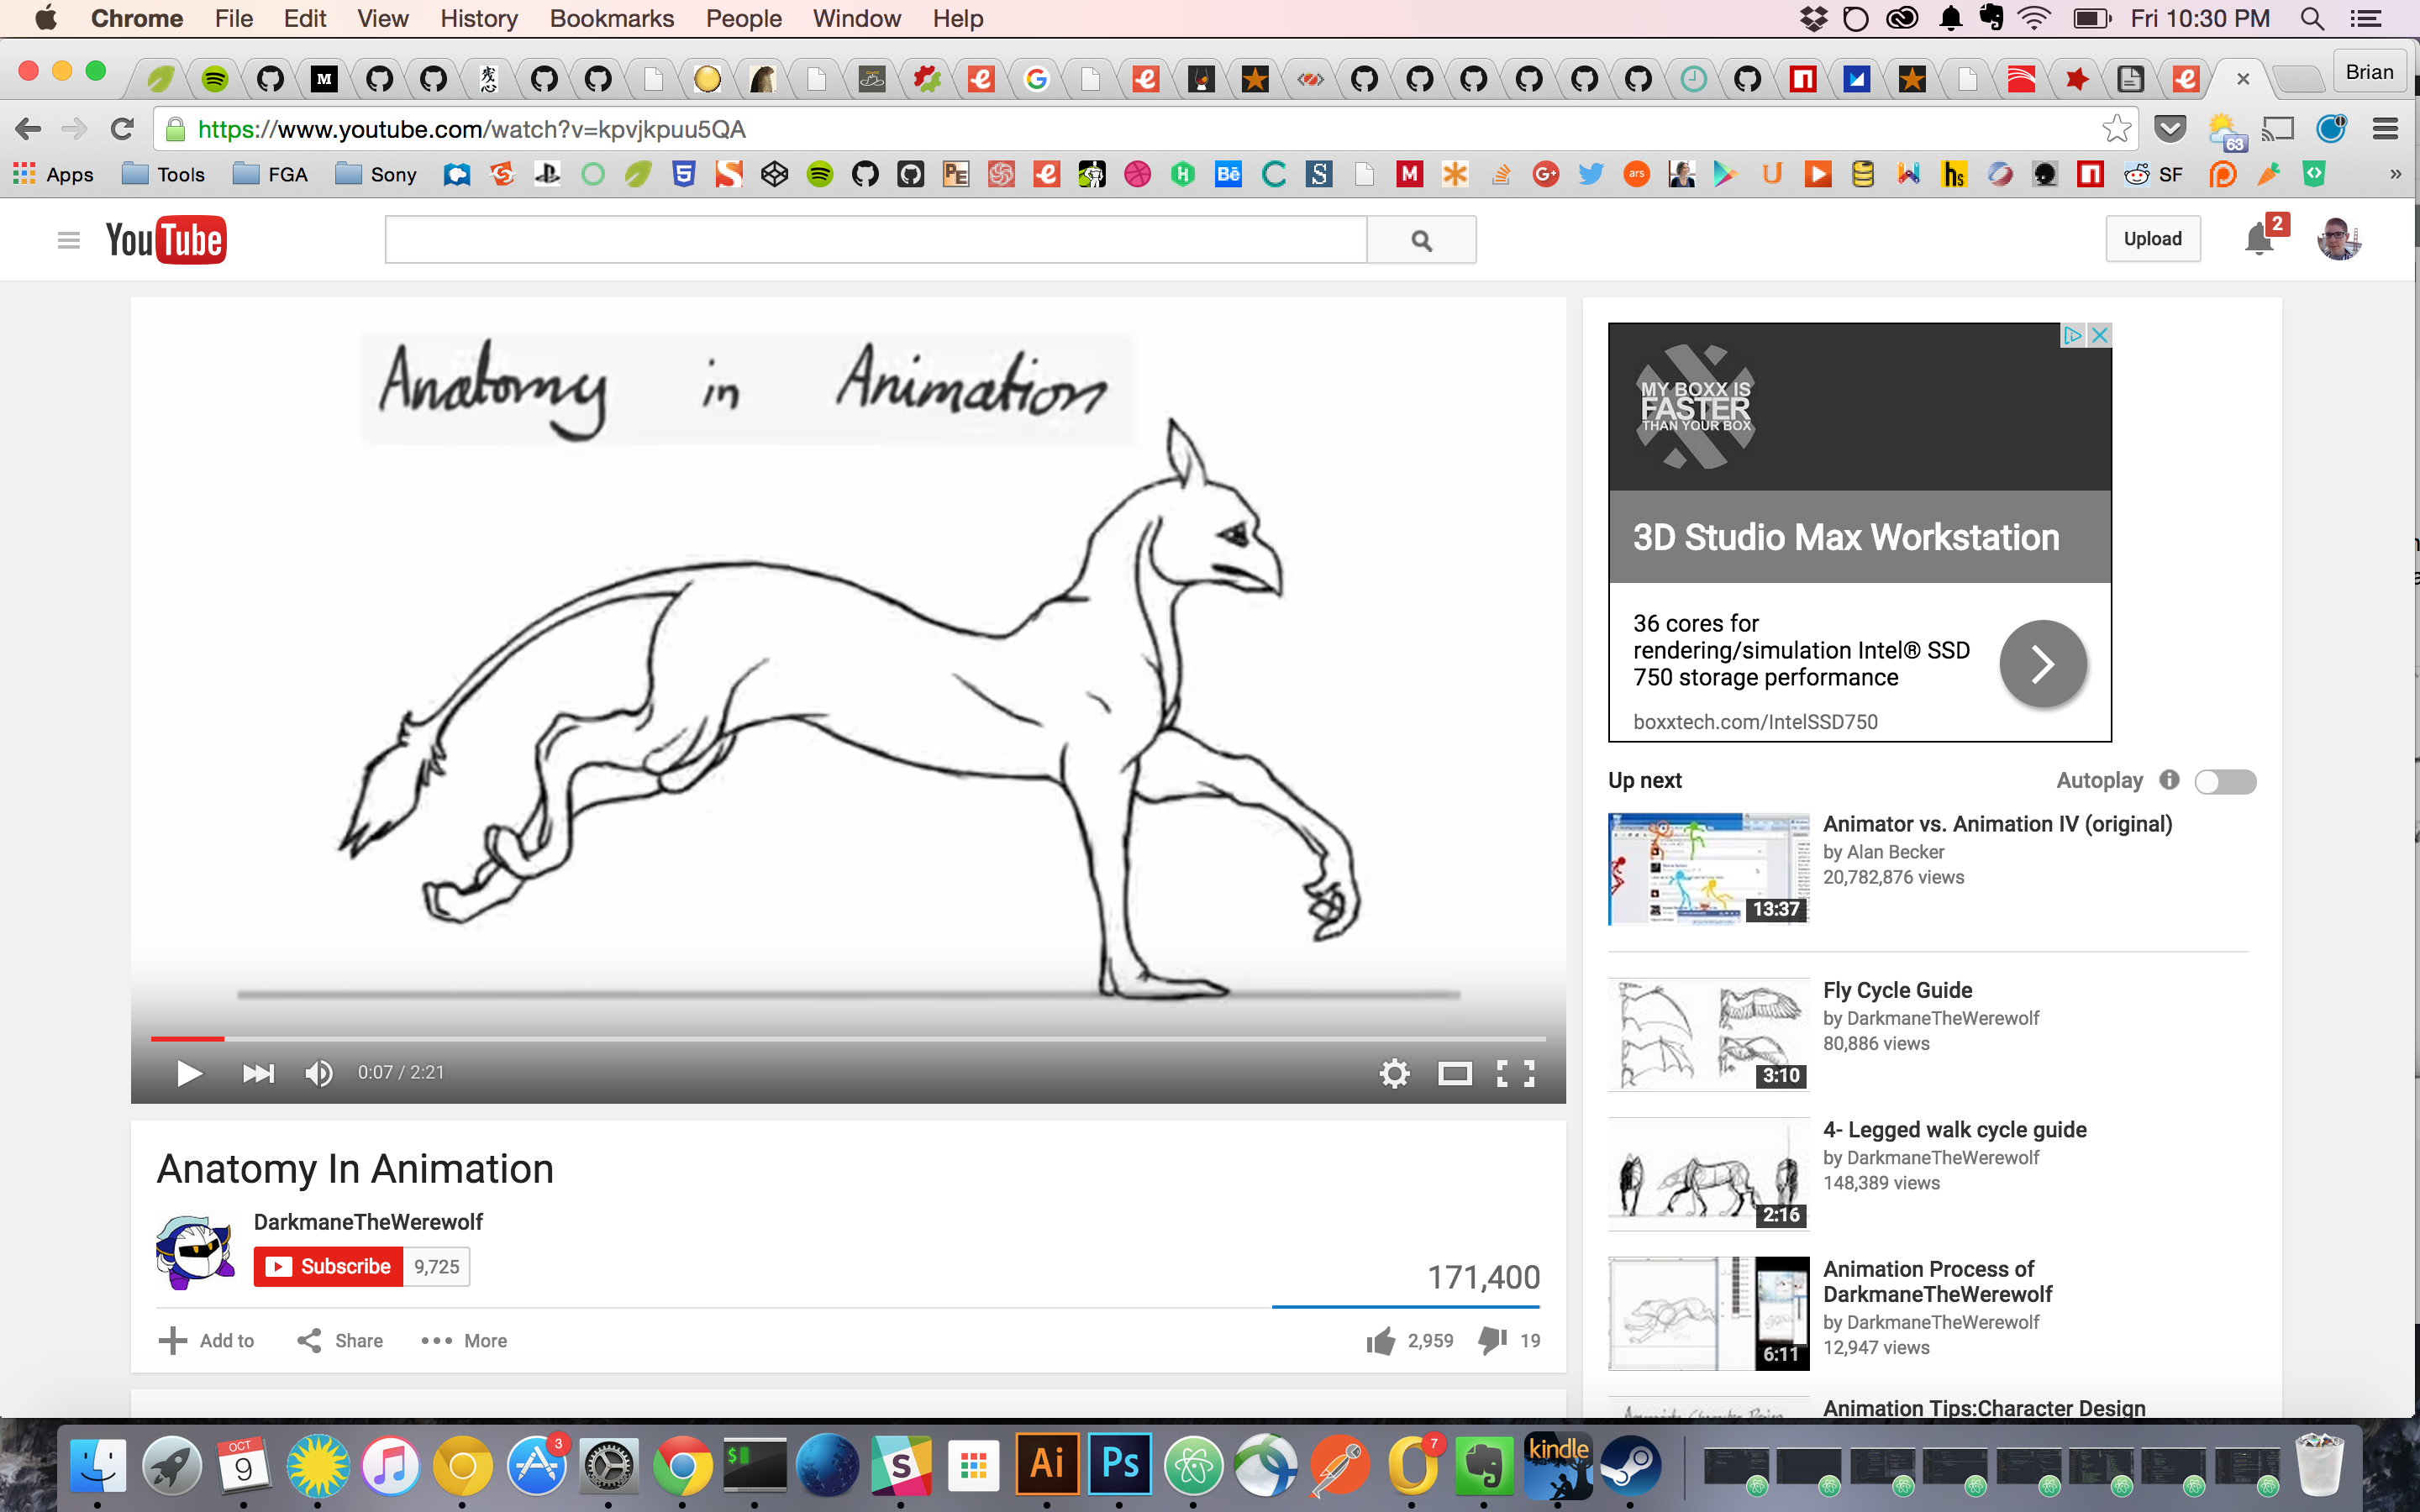 Chrome File Edit View History Bookmarks People Window Help
Fri 10:30 PM
Brian
https://www.youtube.com/watch?v=kpvjkpuu5QA
63
Apps Tools FGA Sony
SF
»
YouTube
Upload
2
Anatomy in Animation
0:07 / 2:21
Anatomy In Animation
DarkmaneTheWerewolf
Subscribe 9,725
171,400
Add to Share More
2,959 19
MY BOXX IS
FASTER
THAN YOUR BOX
3D Studio Max Workstation
36 cores for
rendering/simulation Intel® SSD
750 storage performance
boxxtech.com/IntelSSD750
Up next
Autoplay
13:37
Animator vs. Animation IV (original)
by Alan Becker
20,782,876 views
3:10
Fly Cycle Guide
by DarkmaneTheWerewolf
80,886 views
2:16
4- Legged walk cycle guide
by DarkmaneTheWerewolf
148,389 views
6:11
Animation Process of
DarkmaneTheWerewolf
by DarkmaneTheWerewolf
12,947 views
Animation Tips:Character Design
OCT
9
3
$
S
Ai
Ps
7
kindle